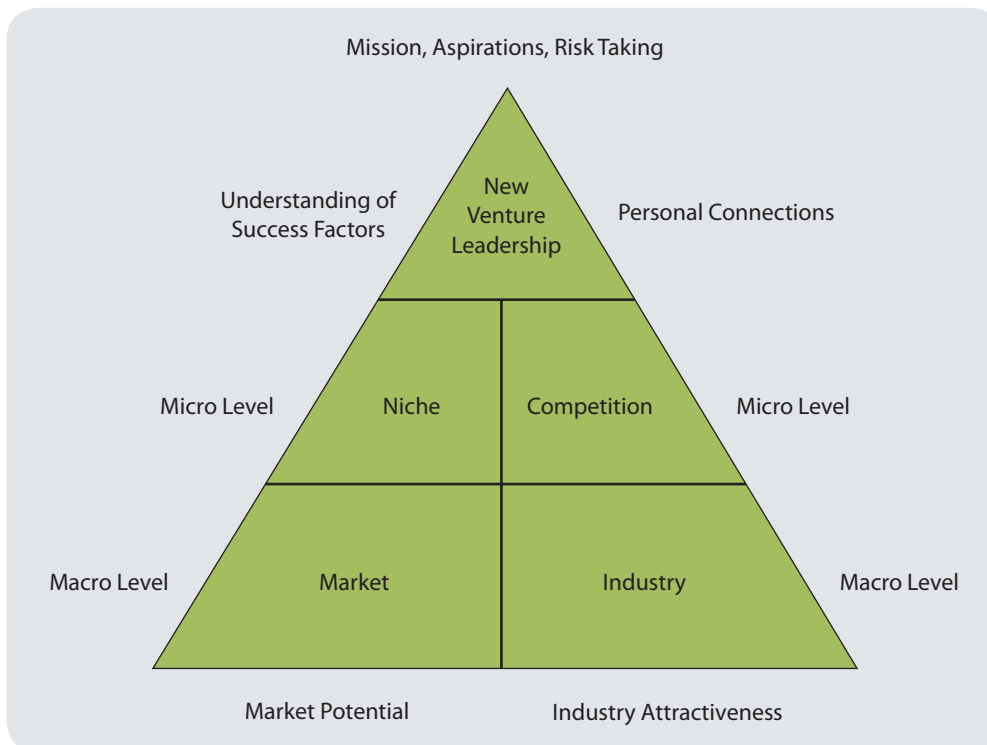 Mission, Aspirations, Risk Taking
Understanding of
Success Factors
New
Venture
Leadership
Personal Connections
Micro Level
Niche
Competition
Micro Level
Macro Level
Market
Industry
Macro Level
Market Potential
Industry Attractiveness